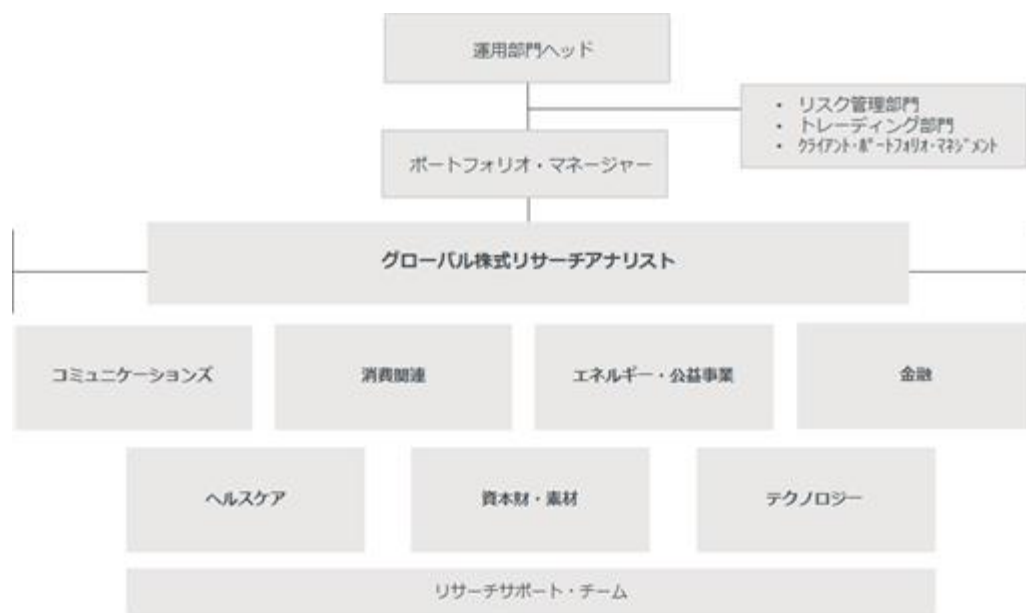 運用部門ヘッド
・ リスク管理部門
・ トレーディング部門
・ ｸﾗｲｱﾝﾄ･ﾎﾟｰﾄﾌｫﾘｵ･ﾏﾈｼﾞﾒﾝﾄ
ポートフォリオ・マネージャー
グローバル株式リサーチアナリスト
コミュニケーションズ
消費関連
エネルギー・公益事業
金融
ヘルスケア
資本財・素材
テクノロジー
リサーチサポート・チーム